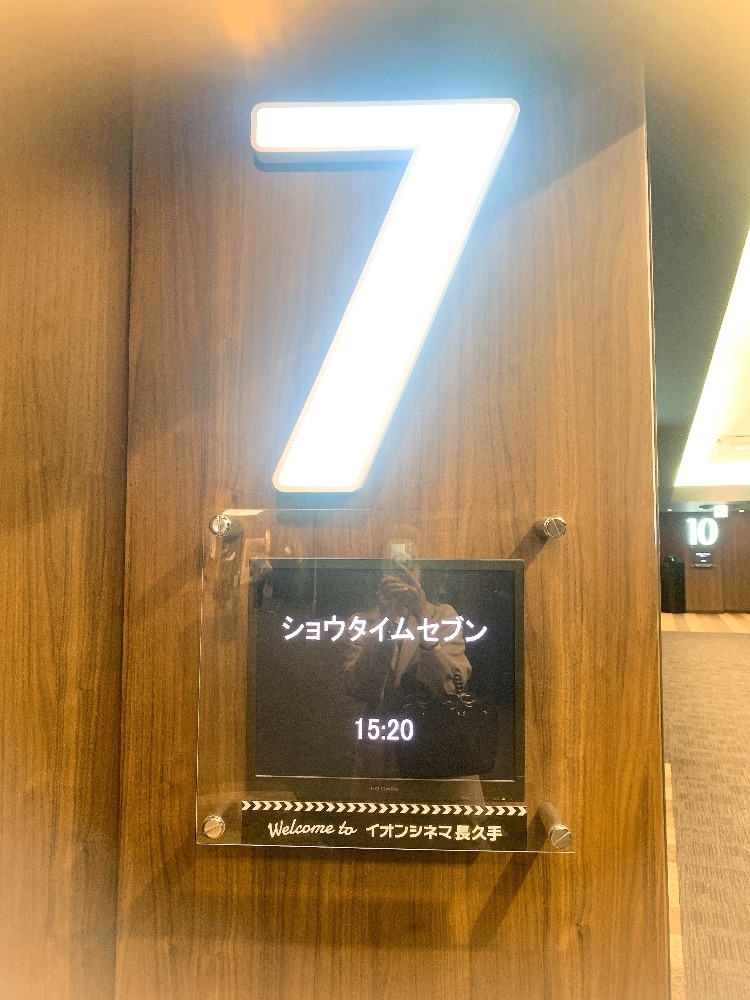 7
10
ショウタイムセブン
15:20
I-O DATA
Welcome to イオンシネマ長久手